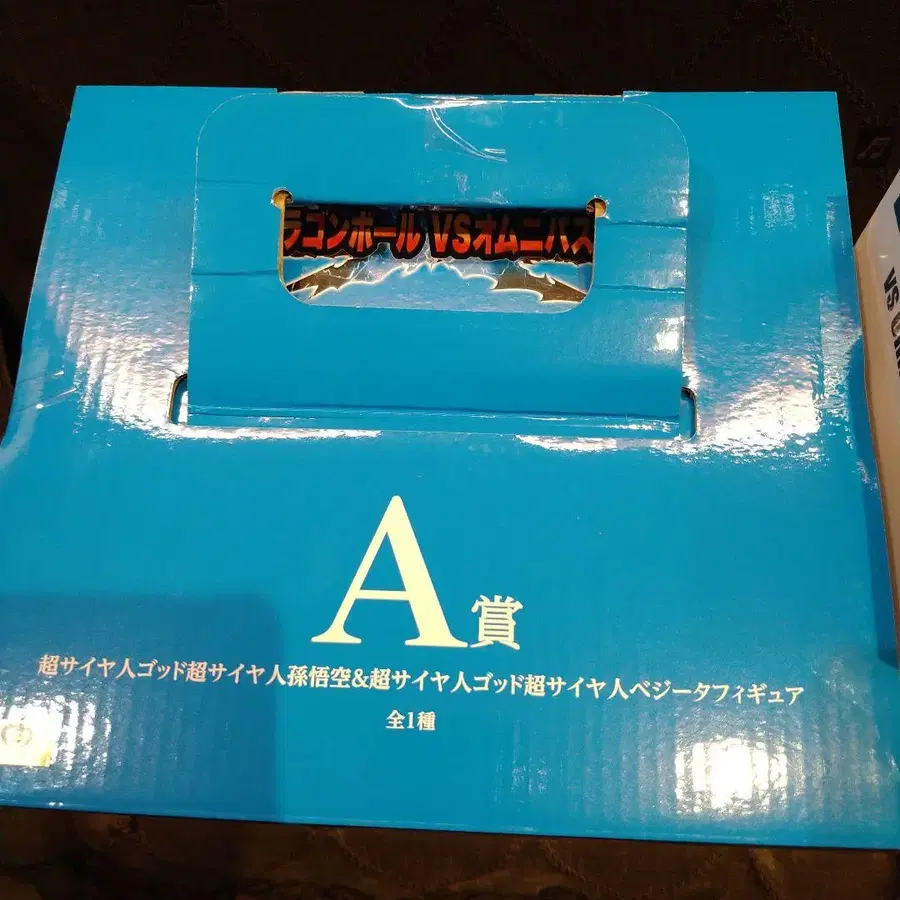 ラゴンボール VSオムニバス
A賞
超サイヤ人ゴッド超サイヤ人孫悟空&超サイヤ人ゴッド超サイヤ人ベジータフィギュア
全1種
VS